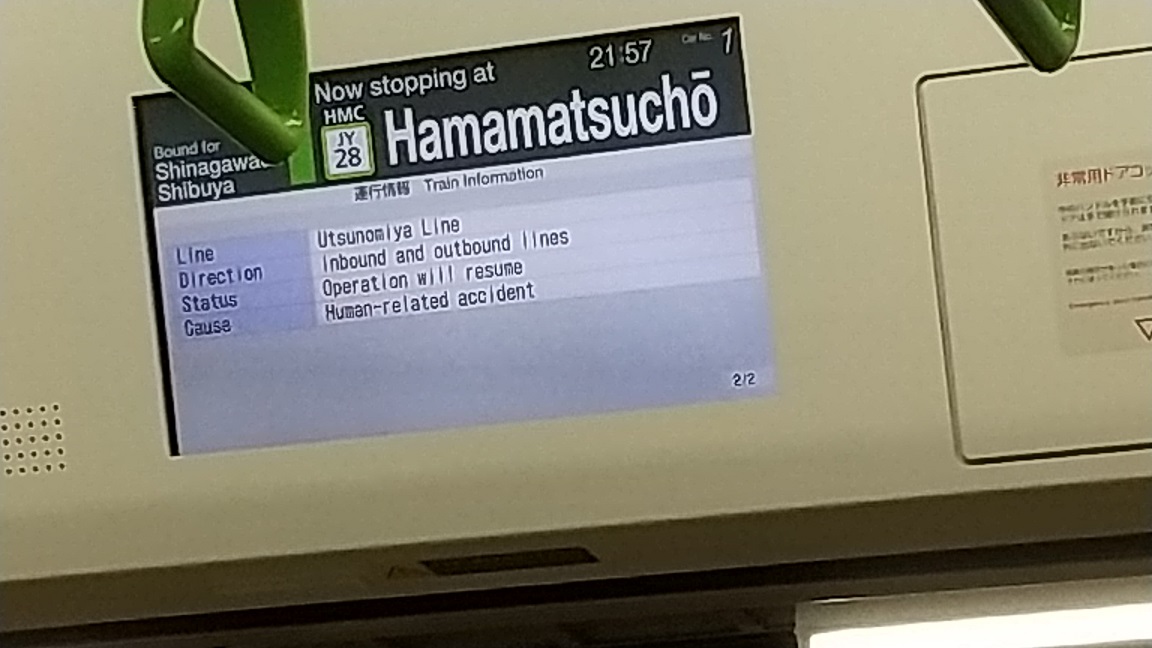 Now stopping at
21:57
Car No. 1
HMC
JY
28
Hamamatsuchō
Bound for
Shinagawa
Shibuya
運行情報 Train Information
Line Utsunomiya Line
Direction Inbound and outbound lines
Status Operation will resume
Cause Human-related accident
2/2
非常用ドアコ